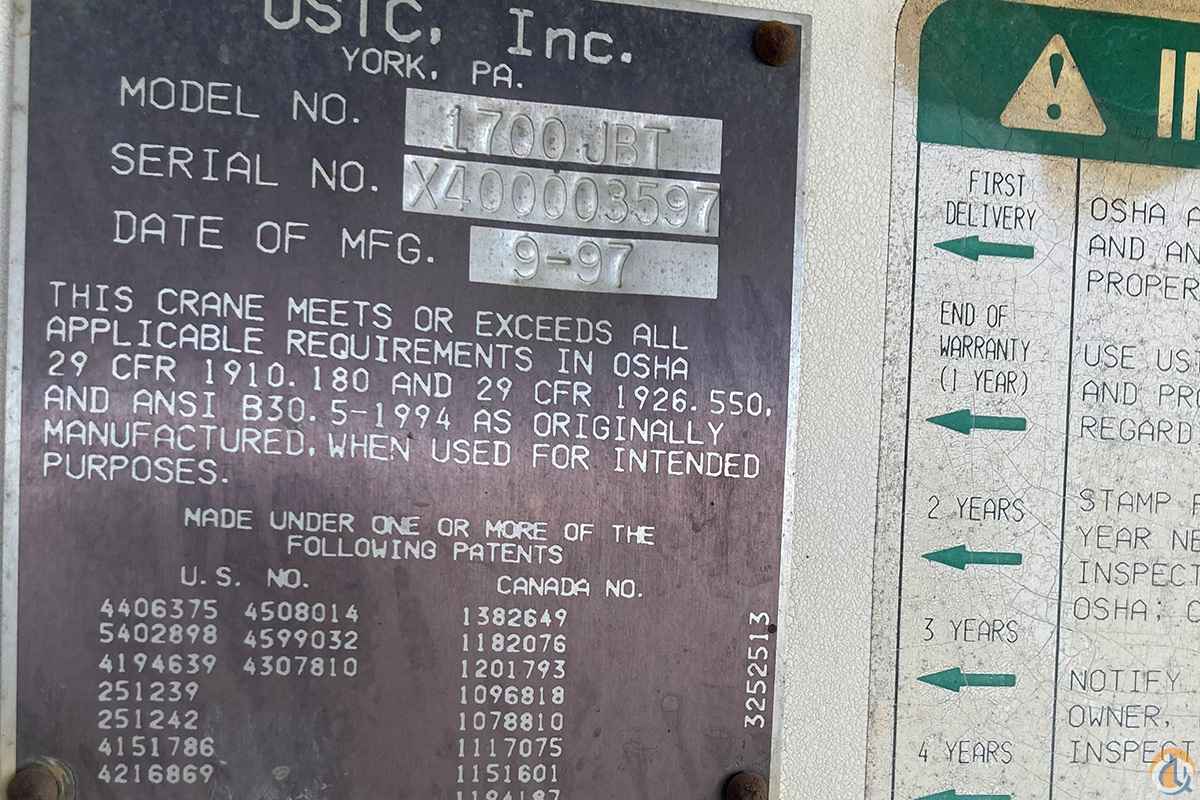 USTC, Inc.
YORK, PA.
MODEL NO. 1700 JBT
SERIAL NO. X400003597
DATE OF MFG. 9-97
THIS CRANE MEETS OR EXCEEDS ALL
APPLICABLE REQUIREMENTS IN OSHA
29 CFR 1910.180 AND 29 CFR 1926.550,
AND ANSI B30.5-1994 AS ORIGINALLY
MANUFACTURED, WHEN USED FOR INTENDED
PURPOSES.
MADE UNDER ONE OR MORE OF THE
FOLLOWING PATENTS
U.S. NO. CANADA NO.
4406375 4508014 1382649
5402898 4599032 1182076
4194639 4307810 1201793
251239 1096818
251242 1078810
4151786 1117075
4216869 1151601
1194187
3252513
FIRST
DELIVERY
END OF
WARRANTY
(1 YEAR)
2 YEARS
3 YEARS
4 YEARS
OSHA A
AND AN
PROPER
USE US
AND PR
REGARD
STAMP
YEAR NE
INSPECT
OSHA;
NOTIFY
OWNER,
INSPECT